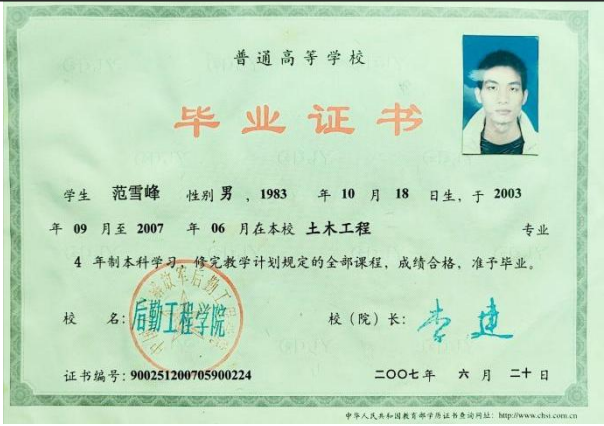 普通高等学校
毕业证书
学生 范雪峰 性别 男 , 1983 年 10 月 18 日生，于 2003
年 09 月至 2007 年 06 月在本校 土木工程 专业
4 年制本科学习，修完教学计划规定的全部课程，成绩合格，准予毕业。
校 名： 后勤工程学院 校（院）长： 李建
证书编号：900251200705900224 二〇〇七年 六 月 二十 日
中华人民共和国教育部学历证书查询网址：http://www.chsi.com.cn